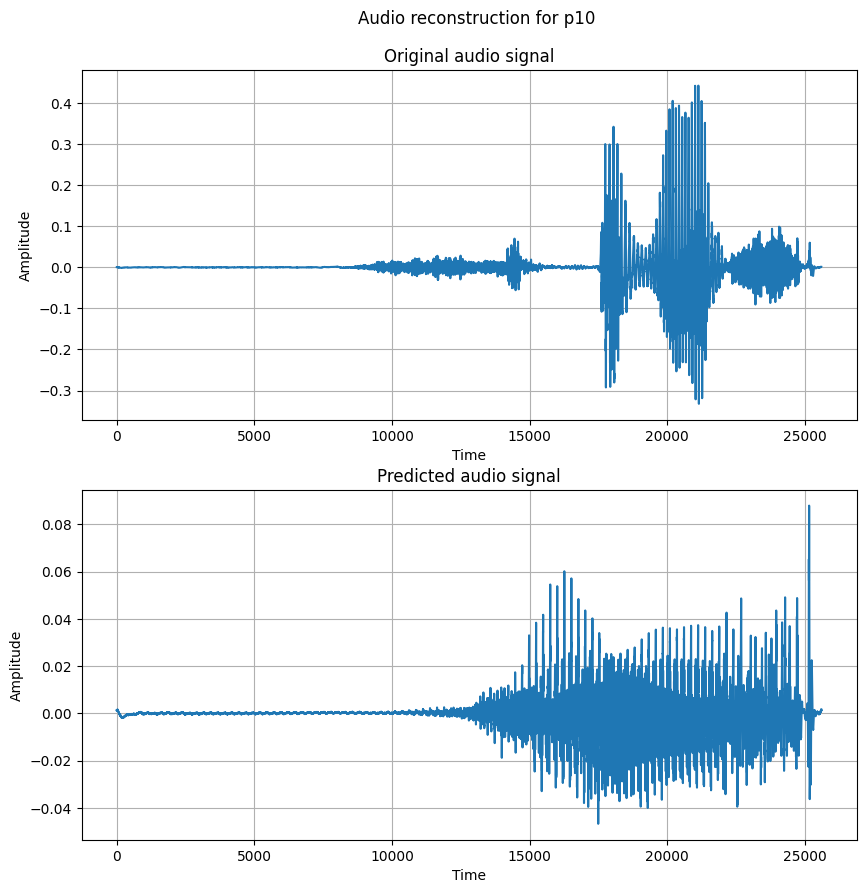 Audio reconstruction for p10
Original audio signal
Amplitude
0.4
0.3
0.2
0.1
0.0
−0.1
−0.2
−0.3
0 5000 10000 15000 20000 25000
Time
Predicted audio signal
Amplitude
0.08
0.06
0.04
0.02
0.00
−0.02
−0.04
0 5000 10000 15000 20000 25000
Time